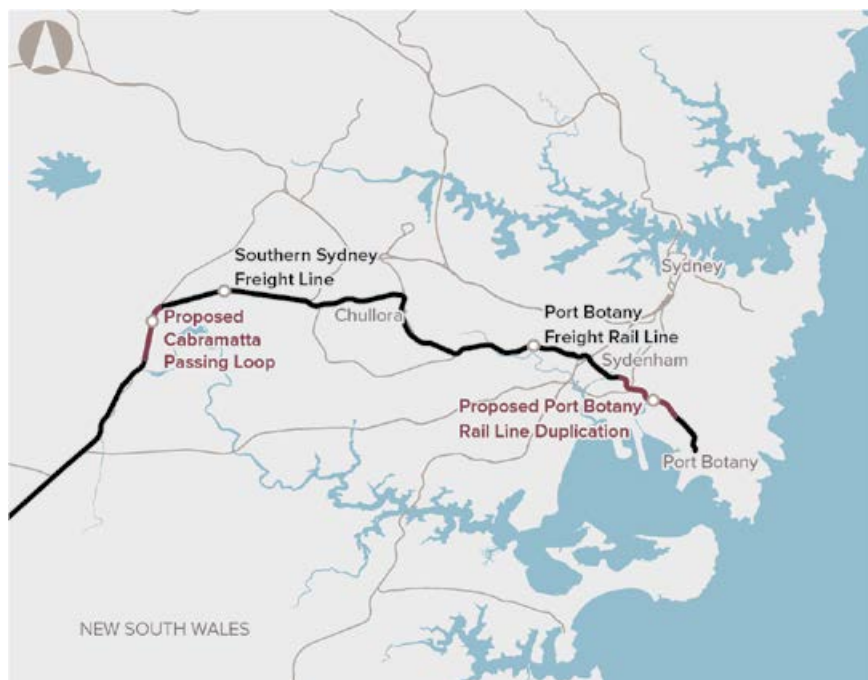 Southern Sydney
Freight Line
Sydney
Proposed
Cabramatta
Passing Loop
Chullora
Port Botany
Freight Rail Line
Sydenham
Proposed Port Botany
Rail Line Duplication
Port Botany
NEW SOUTH WALES